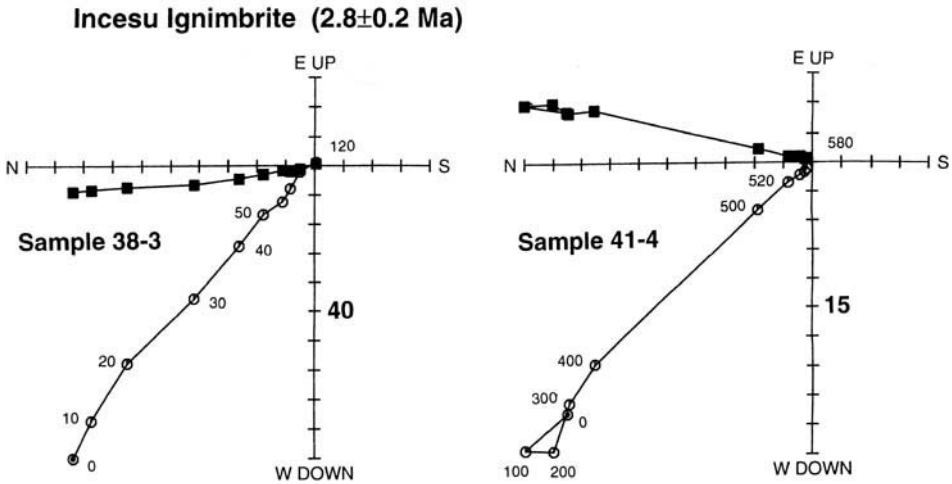 Incesu Ignimbrite (2.8±0.2 Ma)
E UP
120
N
S
50
Sample 38-3
40
30
40
20
10
0
W DOWN
E UP
580
N
S
520
500
Sample 41-4
15
400
300
0
100
200
W DOWN